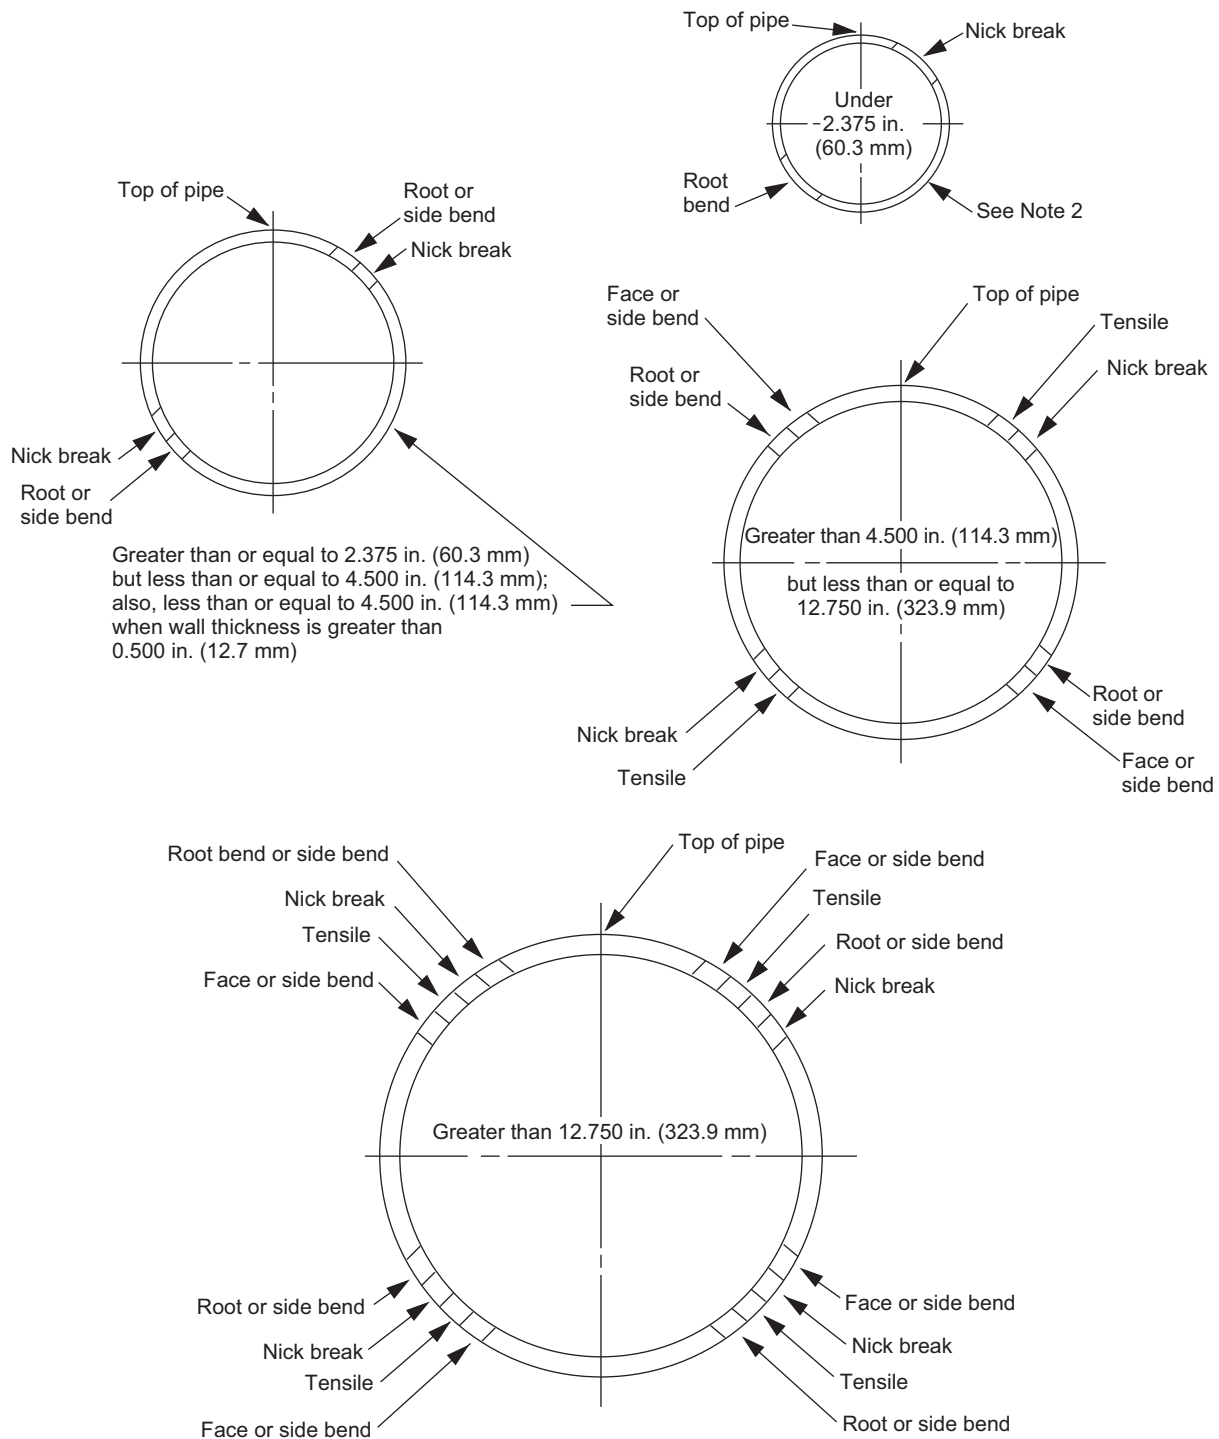 Top of pipe
Nick break
Under
2.375 in.
(60.3 mm)
Root
bend
See Note 2
Top of pipe
Root or
side bend
Nick break
Nick break
Root or
side bend
Greater than or equal to 2.375 in. (60.3 mm)
but less than or equal to 4.500 in. (114.3 mm);
also, less than or equal to 4.500 in. (114.3 mm)
when wall thickness is greater than
0.500 in. (12.7 mm)
Face or
side bend
Top of pipe
Tensile
Root or
side bend
Nick break
Greater than 4.500 in. (114.3 mm)
but less than or equal to
12.750 in. (323.9 mm)
Nick break
Tensile
Root or
side bend
Face or
side bend
Root bend or side bend
Nick break
Tensile
Face or side bend
Top of pipe
Face or side bend
Tensile
Root or side bend
Nick break
Greater than 12.750 in. (323.9 mm)
Root or side bend
Nick break
Tensile
Face or side bend
Face or side bend
Nick break
Tensile
Root or side bend